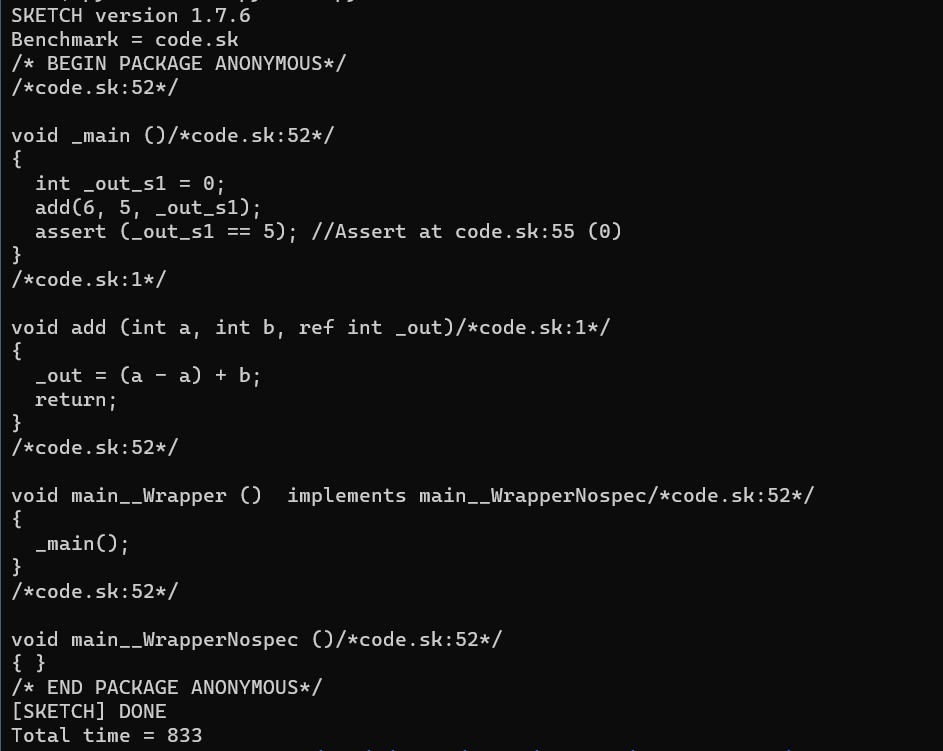 SKETCH version 1.7.6
Benchmark = code.sk
/* BEGIN PACKAGE ANONYMOUS*/
/*code.sk:52*/
void _main ()/*code.sk:52*/
{
  int _out_s1 = 0;
  add(6, 5, _out_s1);
  assert (_out_s1 == 5); //Assert at code.sk:55 (0)
}
/*code.sk:1*/
void add (int a, int b, ref int _out)/*code.sk:1*/
{
  _out = (a - a) + b;
  return;
}
/*code.sk:52*/
void main__Wrapper ()  implements main__WrapperNospec/*code.sk:52*/
{
  _main();
}
/*code.sk:52*/
void main__WrapperNospec ()/*code.sk:52*/
{ }
/* END PACKAGE ANONYMOUS*/
[SKETCH] DONE
Total time = 833